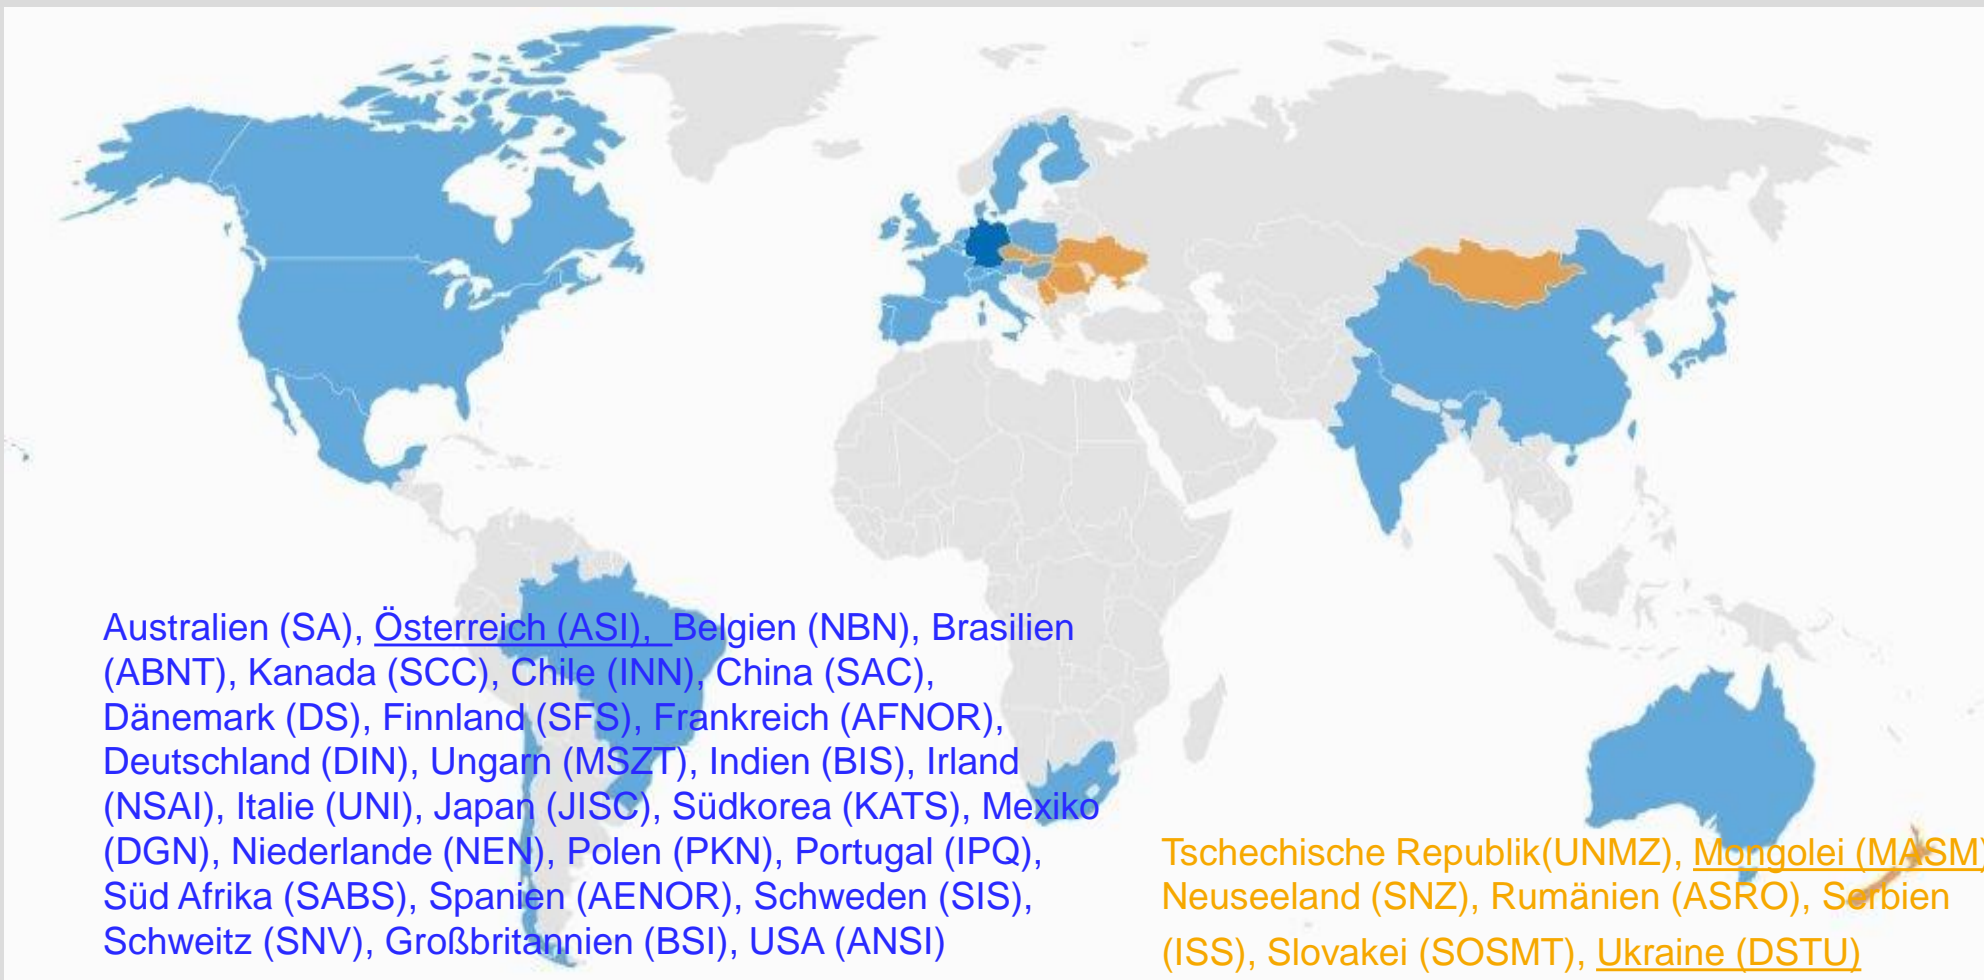 Australien (SA), Österreich (ASI), Belgien (NBN), Brasilien
(ABNT), Kanada (SCC), Chile (INN), China (SAC),
Dänemark (DS), Finnland (SFS), Frankreich (AFNOR),
Deutschland (DIN), Ungarn (MSZT), Indien (BIS), Irland
(NSAI), Italie (UNI), Japan (JISC), Südkorea (KATS), Mexiko
(DGN), Niederlande (NEN), Polen (PKN), Portugal (IPQ),
Süd Afrika (SABS), Spanien (AENOR), Schweden (SIS),
Schweitz (SNV), Großbritannien (BSI), USA (ANSI)
Tschechische Republik(UNMZ), Mongolei (MASM)
Neuseeland (SNZ), Rumänien (ASRO), Serbien
(ISS), Slovakei (SOSMT), Ukraine (DSTU)